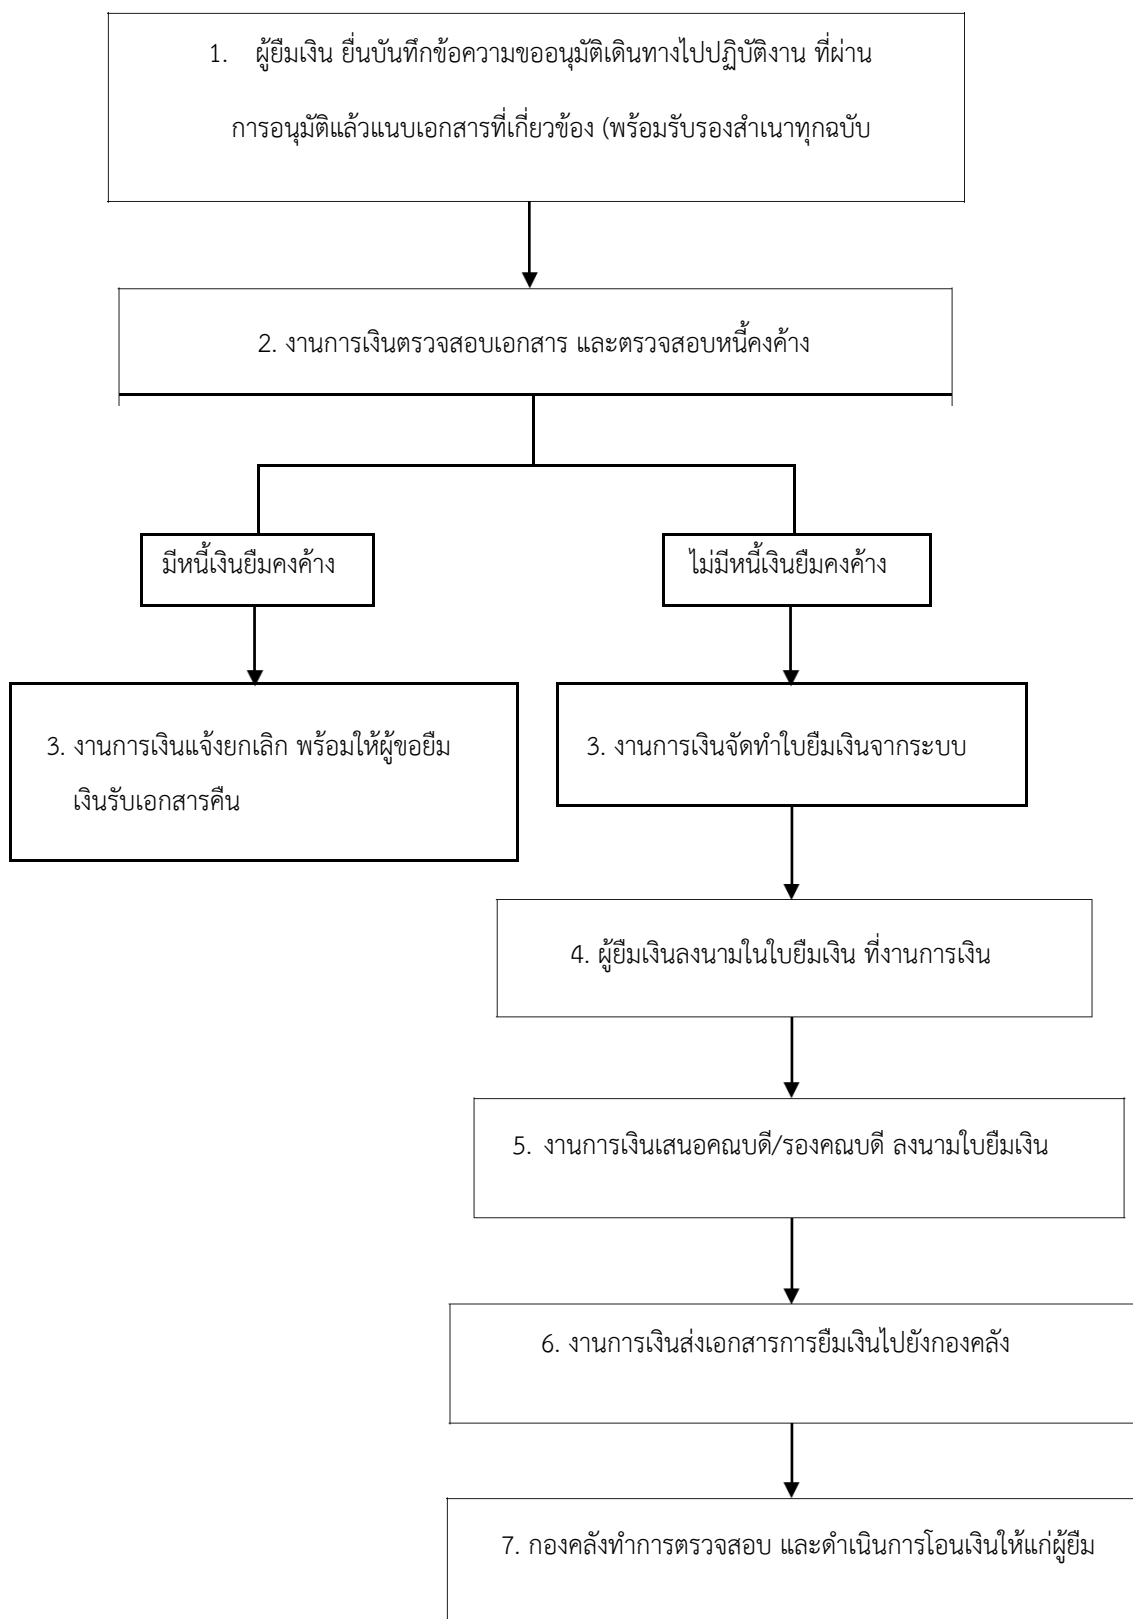 1. ผู้ยืมเงิน ยื่นบันทึกข้อความขออนุมัติเดินทางไปปฏิบัติงาน ที่ผ่าน
การอนุมัติแล้วแนบเอกสารที่เกี่ยวข้อง (พร้อมรับรองสำเนาทุกฉบับ
2. งานการเงินตรวจสอบเอกสาร และตรวจสอบหนี้คงค้าง
มีหนี้เงินยืมคงค้าง
ไม่มีหนี้เงินยืมคงค้าง
3. งานการเงินแจ้งยกเลิก พร้อมให้ผู้ขอยืม
เงินรับเอกสารคืน
3. งานการเงินจัดทำใบยืมเงินจากระบบ
4. ผู้ยืมเงินลงนามในใบยืมเงิน ที่งานการเงิน
5. งานการเงินเสนอคณบดี/รองคณบดี ลงนามใบยืมเงิน
6. งานการเงินส่งเอกสารการยืมเงินไปยังกองคลัง
7. กองคลังทำการตรวจสอบ และดำเนินการโอนเงินให้แก่ผู้ยืม